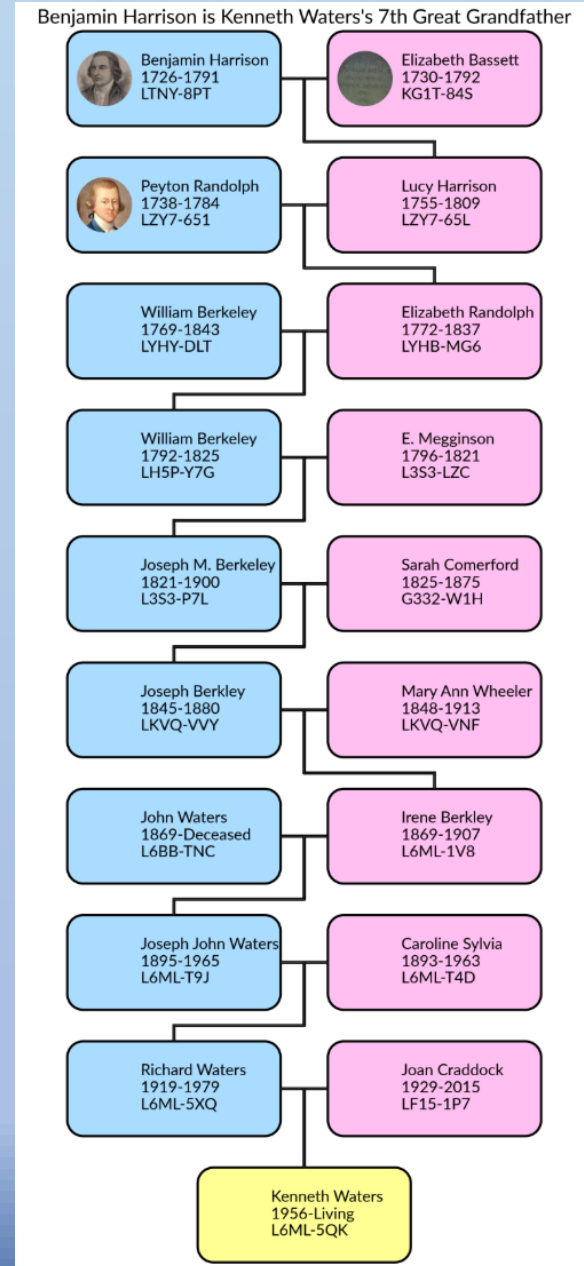 Benjamin Harrison is Kenneth Waters's 7th Great Grandfather
Benjamin Harrison
1726-1791
LTNY-8PT
Elizabeth Bassett
1730-1792
KG1T-84S
Peyton Randolph
1738-1784
LZY7-651
Lucy Harrison
1755-1809
LZY7-65L
William Berkeley
1769-1843
LYHY-DLT
Elizabeth Randolph
1772-1837
LYHB-MG6
William Berkeley
1792-1825
LH5P-Y7G
E. Megginson
1796-1821
L3S3-LZC
Joseph M. Berkeley
1821-1900
L3S3-P7L
Sarah Comerford
1825-1875
G332-W1H
Joseph Berkley
1845-1880
LKVQ-VVY
Mary Ann Wheeler
1848-1913
LKVQ-VNF
John Waters
1869-Deceased
L6BB-TNC
Irene Berkley
1869-1907
L6ML-1V8
Joseph John Waters
1895-1965
L6ML-T9J
Caroline Sylvia
1893-1963
L6ML-T4D
Richard Waters
1919-1979
L6ML-5XQ
Joan Craddock
1929-2015
LF15-1P7
Kenneth Waters
1956-Living
L6ML-5QK